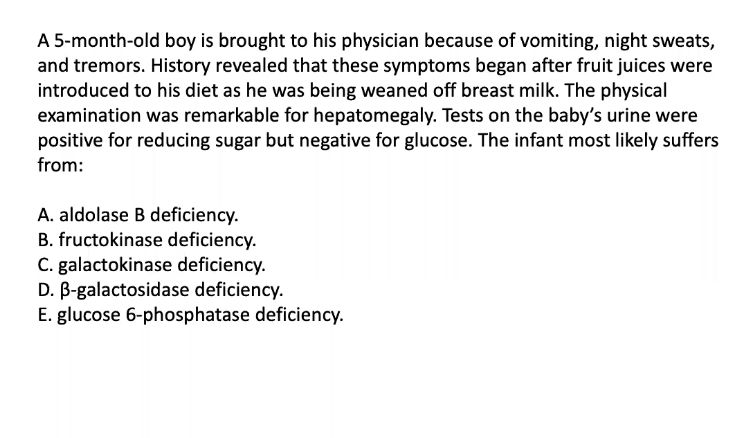 A 5-month-old boy is brought to his physician because of vomiting, night sweats,
and tremors. History revealed that these symptoms began after fruit juices were
introduced to his diet as he was being weaned off breast milk. The physical
examination was remarkable for hepatomegaly. Tests on the baby’s urine were
positive for reducing sugar but negative for glucose. The infant most likely suffers
from:
A. aldolase B deficiency.
B. fructokinase deficiency.
C. galactokinase deficiency.
D. β-galactosidase deficiency.
E. glucose 6-phosphatase deficiency.